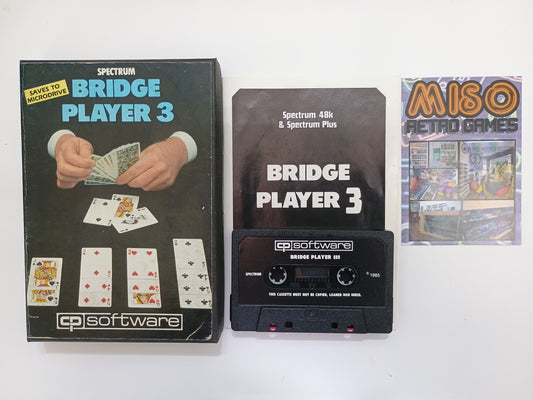 SPECTRUM
SAVES TO
MICRODRIVE
BRIDGE
PLAYER 3
cp software
Spectrum 48k
& Spectrum Plus
BRIDGE
PLAYER 3
cp software
BRIDGE PLAYER III
SPECTRUM
© 1985
THIS CASSETTE MUST NOT BE COPIED, LOANED NOR HIRED.
MISO
RETRO GAMES